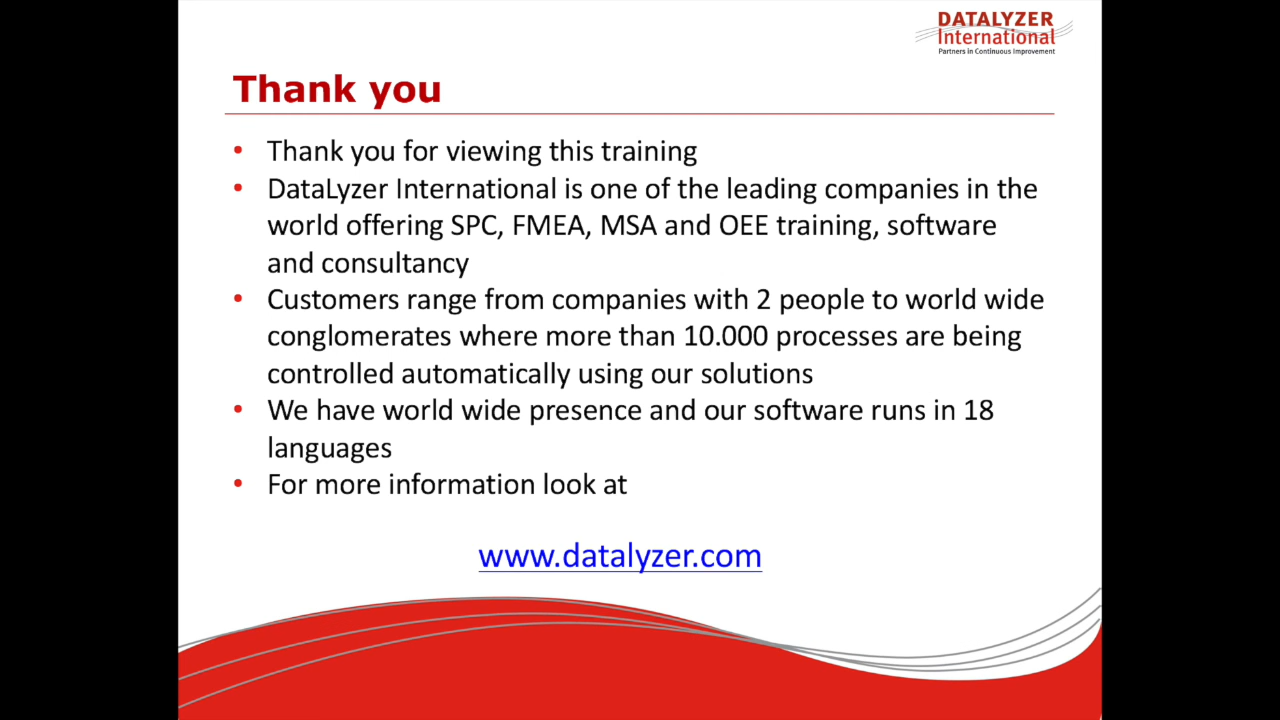 DATALYZER
International
Partners in Continuous Improvement
Thank you
• Thank you for viewing this training
• DataLyzer International is one of the leading companies in the
world offering SPC, FMEA, MSA and OEE training, software
and consultancy
• Customers range from companies with 2 people to world wide
conglomerates where more than 10.000 processes are being
controlled automatically using our solutions
• We have world wide presence and our software runs in 18
languages
• For more information look at
www.datalyzer.com